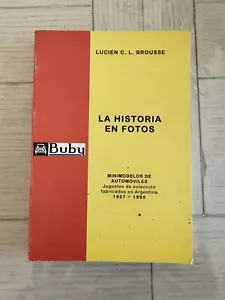 LUCIEN C. L. BROUSSE
LA HISTORIA
EN FOTOS
Buby
MINIMODELOS DE
AUTOMOVILES
Juguetes de colección
fabricados en Argentina
1957 - 1995